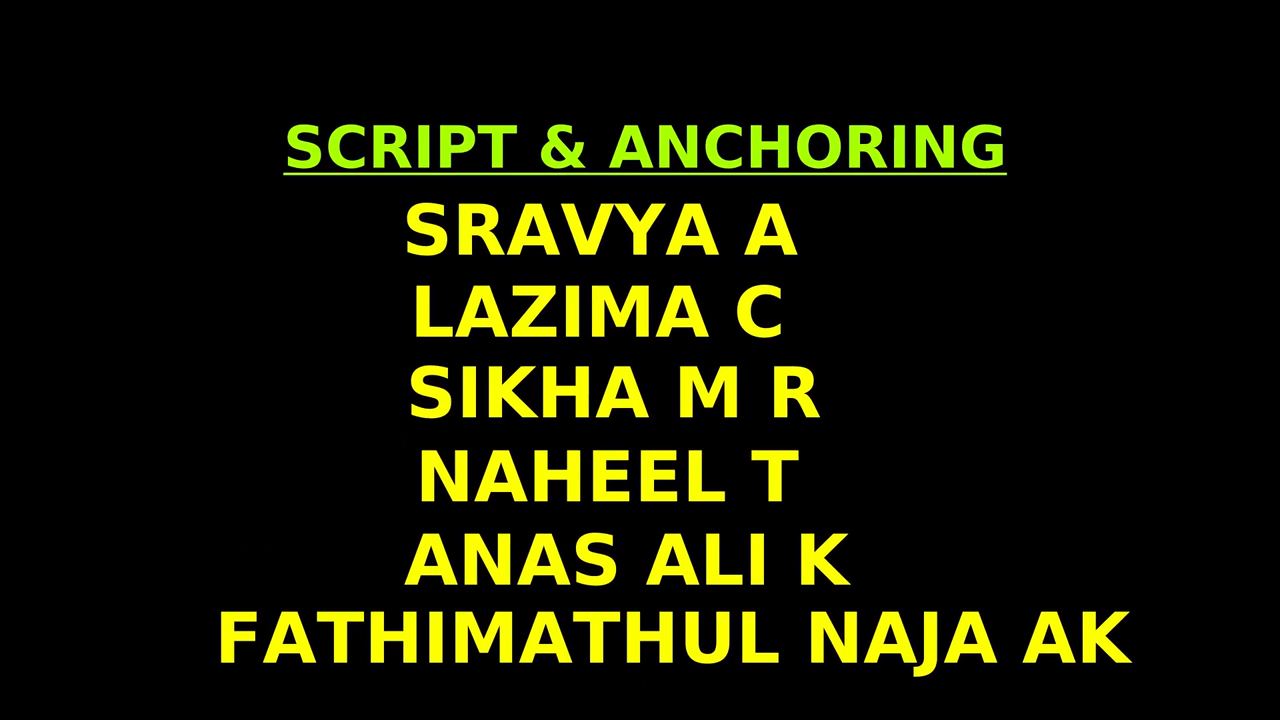 SCRIPT & ANCHORING
SRAVYA A
LAZIMA C
SIKHA M R
NAHEEL T
ANAS ALI K
FATHIMATHUL NAJA AK